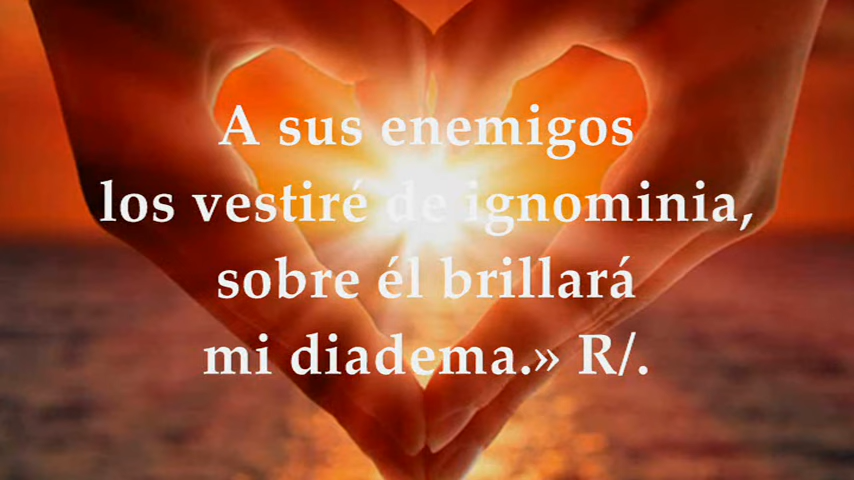 A sus enemigos
los vestiré de ignominia,
sobre él brillará
mi diadema.» R/.